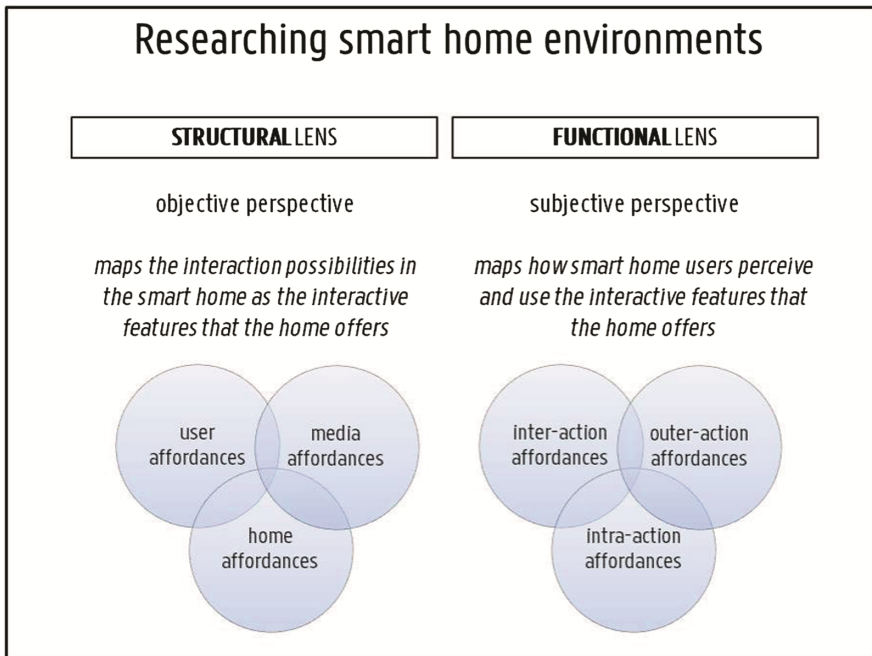 Researching smart home environments
STRUCTURAL LENS
objective perspective
maps the interaction possibilities in
the smart home as the interactive
features that the home offers
user
affordances
media
affordances
home
affordances
FUNCTIONAL LENS
subjective perspective
maps how smart home users perceive
and use the interactive features that
the home offers
inter-action
affordances
outer-action
affordances
intra-action
affordances